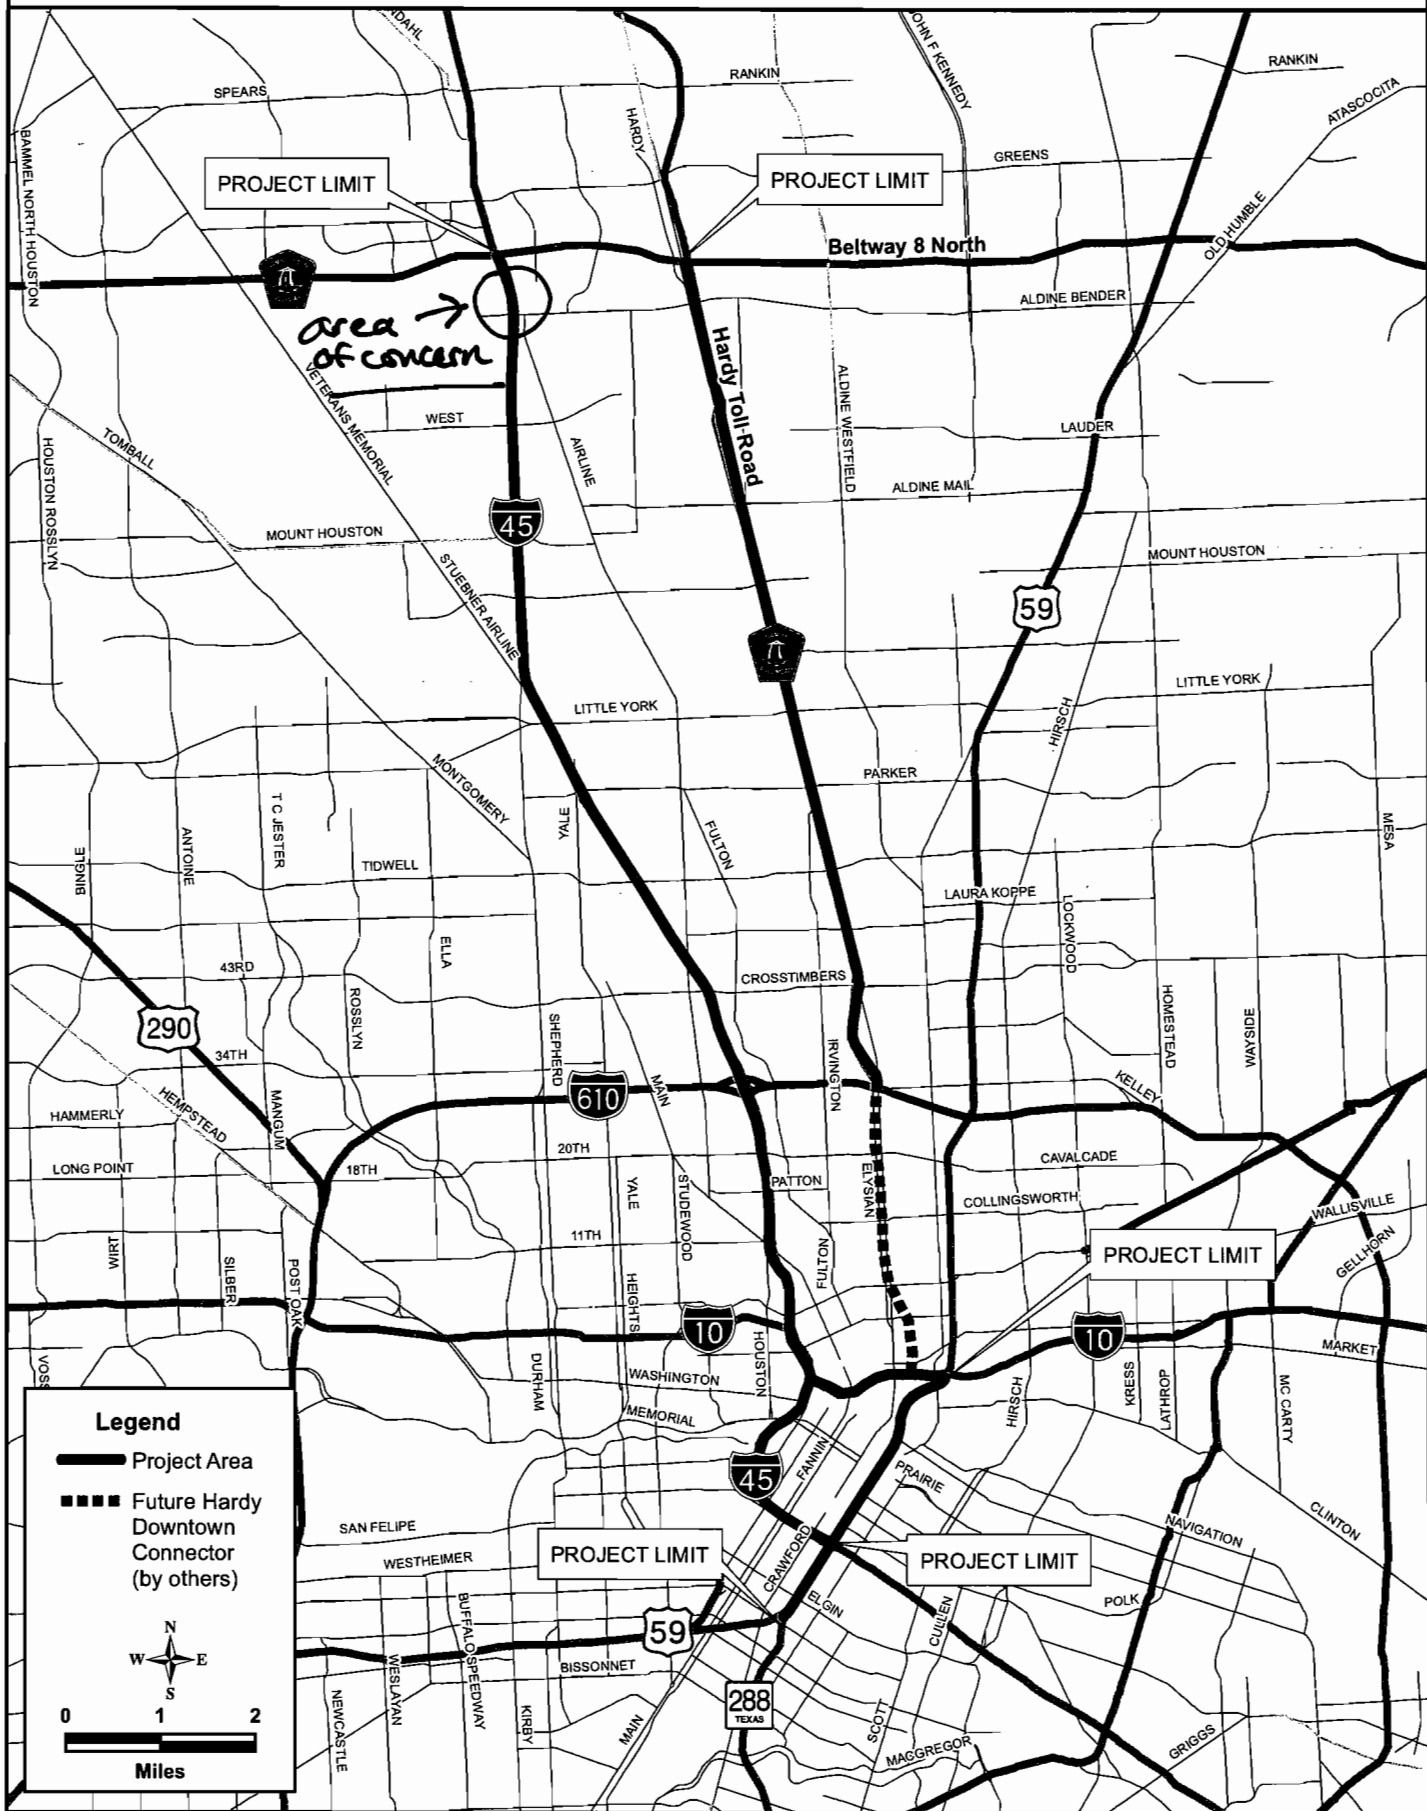 NDAHL
JOHN F KENNEDY
RANKIN
RANKIN
SPEARS
ATASCOCITA
HARDY
BAMMEL NORTH HOUSTON
GREENS
PROJECT LIMIT
PROJECT LIMIT
OLD HUMBLE
Beltway 8 North
ALDINE BENDER
area →
of concern
Hardy Toll-Road
VETERANS MEMORIAL
ALDINE WESTFIELD
WEST
LAUDER
TOMBALL
AIRLINE
HOUSTON ROSSLYN
ALDINE MAIL
45
MOUNT HOUSTON
MOUNT HOUSTON
STUEBNER AIRLINE
59
LITTLE YORK
LITTLE YORK
HIRSCH
MONTGOMERY
PARKER
T C JESTER
YALE
FULTON
MESA
ANTOINE
BINGLE
TIDWELL
LAURA KOPPE
LOCKWOOD
ELLA
43RD
CROSSTIMBERS
ROSSLYN
HOMESTEAD
WAYSIDE
290
SHEPHERD
34TH
IRVINGTON
MAIN
KELLEY
610
HEMPSTEAD
MANGUM
HAMMERLY
20TH
CAVALCADE
LONG POINT
18TH
PATTON
ELYSIAN
YALE
STUDEWOOD
COLLINGSWORTH
WALLISVILLE
11TH
WIRT
SILBER
POST OAK
FULTON
GELLHORN
PROJECT LIMIT
HEIGHTS
10
10
HOUSTON
MARKET
VOSS
DURHAM
WASHINGTON
HIRSCH
KRESS
LATHROP
MC CARTY
MEMORIAL
Legend
Project Area
Future Hardy
Downtown
Connector
(by others)
N
W E
S
0 1 2
Miles
45
FANNIN
PRAIRIE
CLINTON
NAVIGATION
SAN FELIPE
PROJECT LIMIT
CRAWFORD
PROJECT LIMIT
WESTHEIMER
ELGIN
POLK
BUFFALO SPEEDWAY
59
CULLEN
BISSONNET
WESLAYAN
NEWCASTLE
KIRBY
MAIN
288
TEXAS
SCOTT
MACGREGOR
GRIGGS